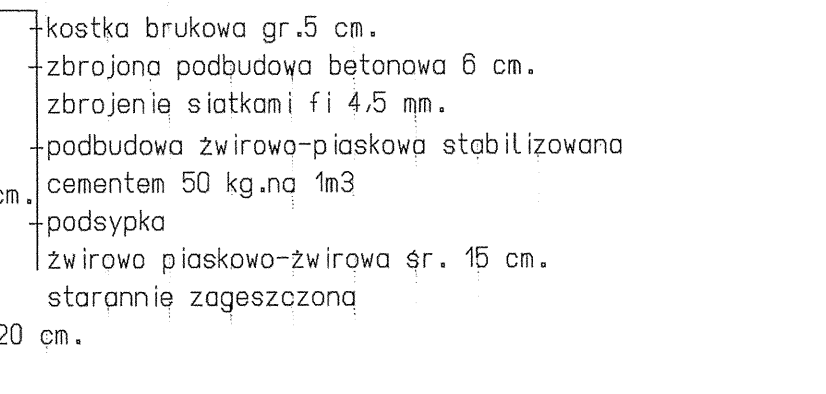 kostka brukowa gr.5 cm.
zbrojona podbudowa betonowa 6 cm.
zbrojenie siatkami fi 4,5 mm.
podbudowa żwirowo-piaskowa stabilizowana
cm. cementem 50 kg.na 1m3
podsypka
żwirowo piaskowo-żwirowa śr. 15 cm.
starannie zageszczona
20 cm.